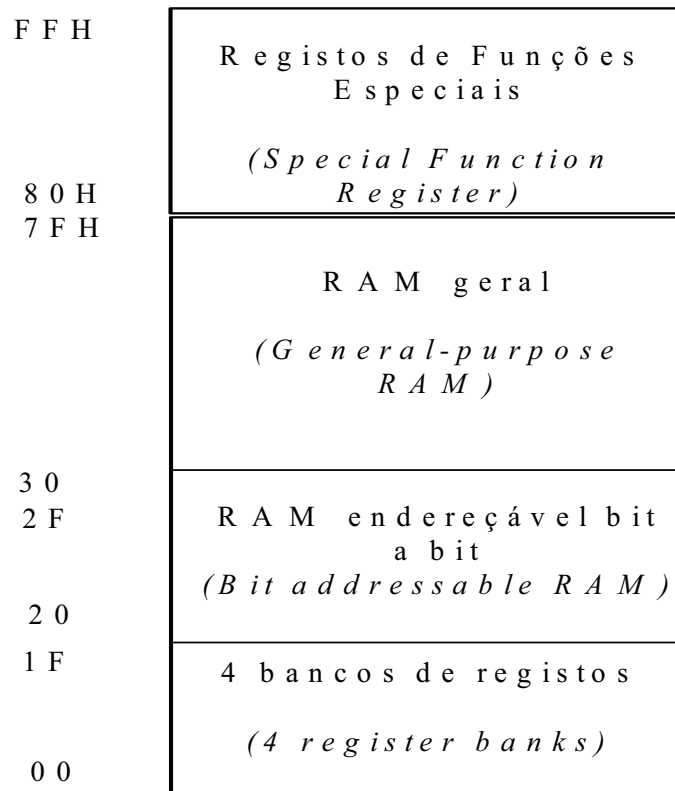 FFH
Registos de Funções
Especiais
(Special Function
Register)
80H
7FH
RAM geral
(General-purpose
RAM)
30
2F
RAM endereçável bit
a bit
(Bit addressable RAM)
20
1F
4 bancos de registos
(4 register banks)
00